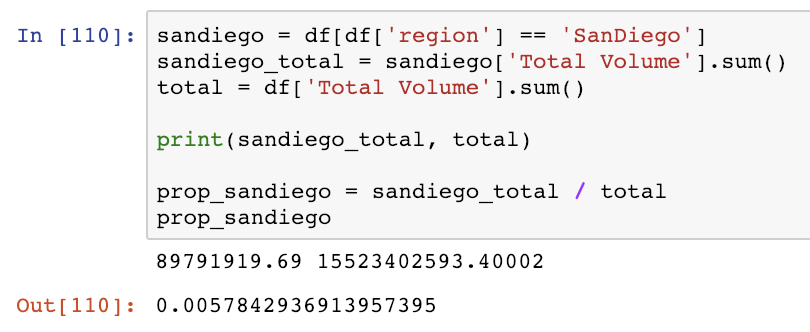 In [110]: sandiego = df[df['region'] == 'SanDiego']
sandiego_total = sandiego['Total Volume'].sum()
total = df['Total Volume'].sum()
print(sandiego_total, total)
prop_sandiego = sandiego_total / total
prop_sandiego
89791919.69 15523402593.40002
Out[110]: 0.0057842936913957395